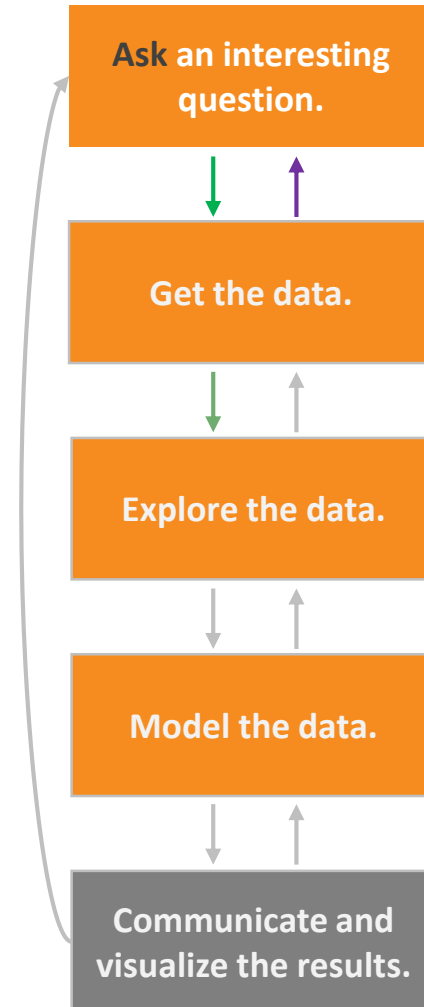 Ask an interesting
question.
Get the data.
Explore the data.
Model the data.
Communicate and
visualize the results.